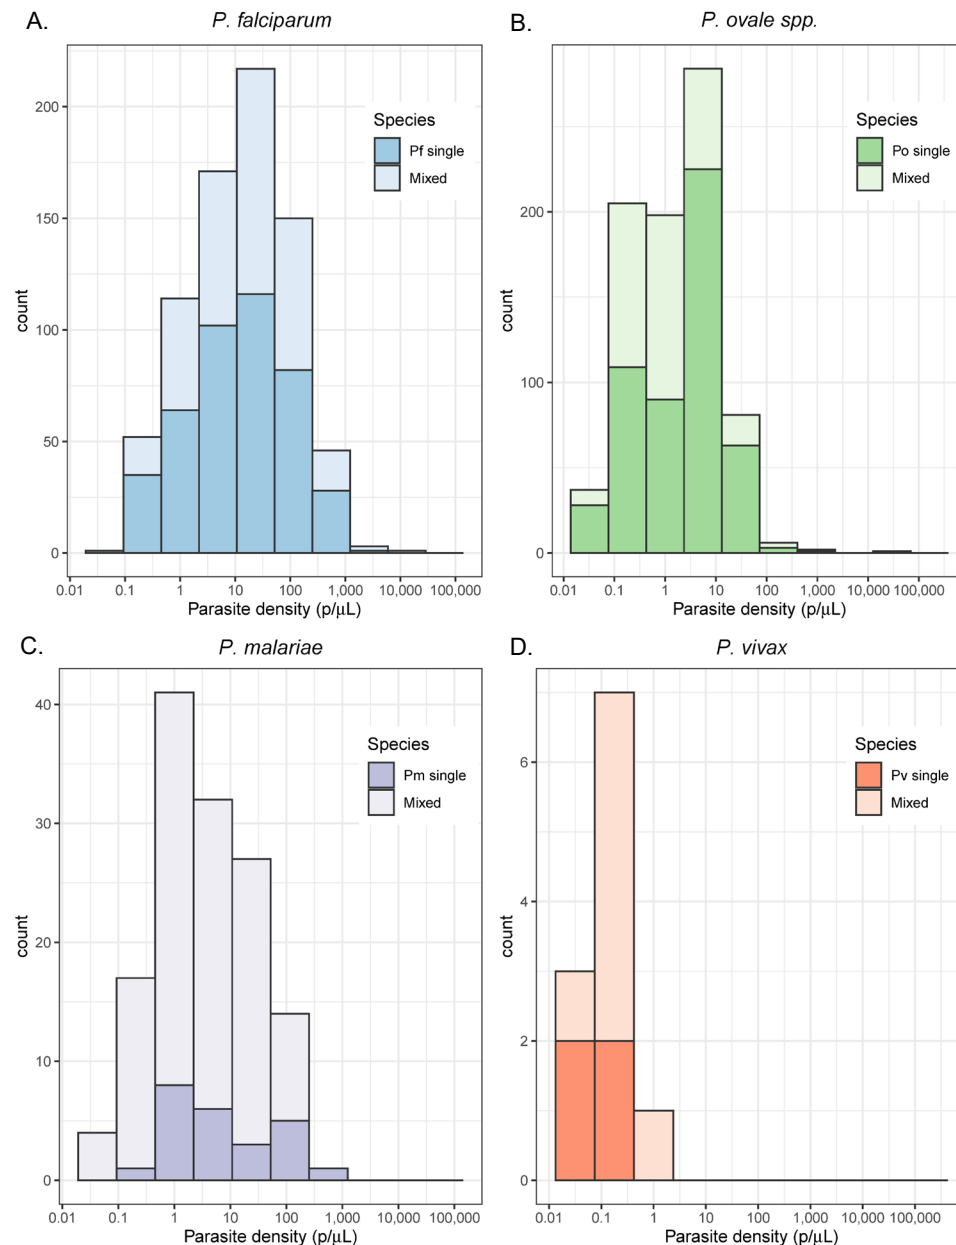 A.
P. falciparum
200
150
100
50
0
count
0.01 0.1 1 10 100 1,000 10,000 100,000
Parasite density (p/μL)
Species
Pf single
Mixed
B.
P. ovale spp.
200
100
0
count
0.01 0.1 1 10 100 1,000 10,000 100,000
Parasite density (p/μL)
Species
Po single
Mixed
C.
P. malariae
40
30
20
10
0
count
0.01 0.1 1 10 100 1,000 10,000 100,000
Parasite density (p/μL)
Species
Pm single
Mixed
D.
P. vivax
6
4
2
0
count
0.01 0.1 1 10 100 1,000 10,000 100,000
Parasite density (p/μL)
Species
Pv single
Mixed